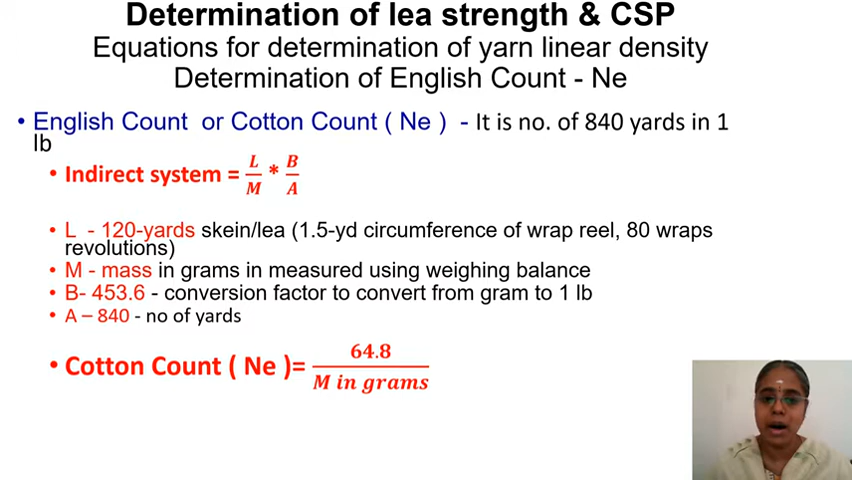 Determination of lea strength & CSP
Equations for determination of yarn linear density
Determination of English Count - Ne
• English Count or Cotton Count ( Ne ) - It is no. of 840 yards in 1
lb
• Indirect system = L/M * B/A
• L - 120-yards skein/lea (1.5-yd circumference of wrap reel, 80 wraps
revolutions)
• M - mass in grams in measured using weighing balance
• B- 453.6 - conversion factor to convert from gram to 1 lb
• A – 840 - no of yards
• Cotton Count ( Ne )= 64.8/M in grams